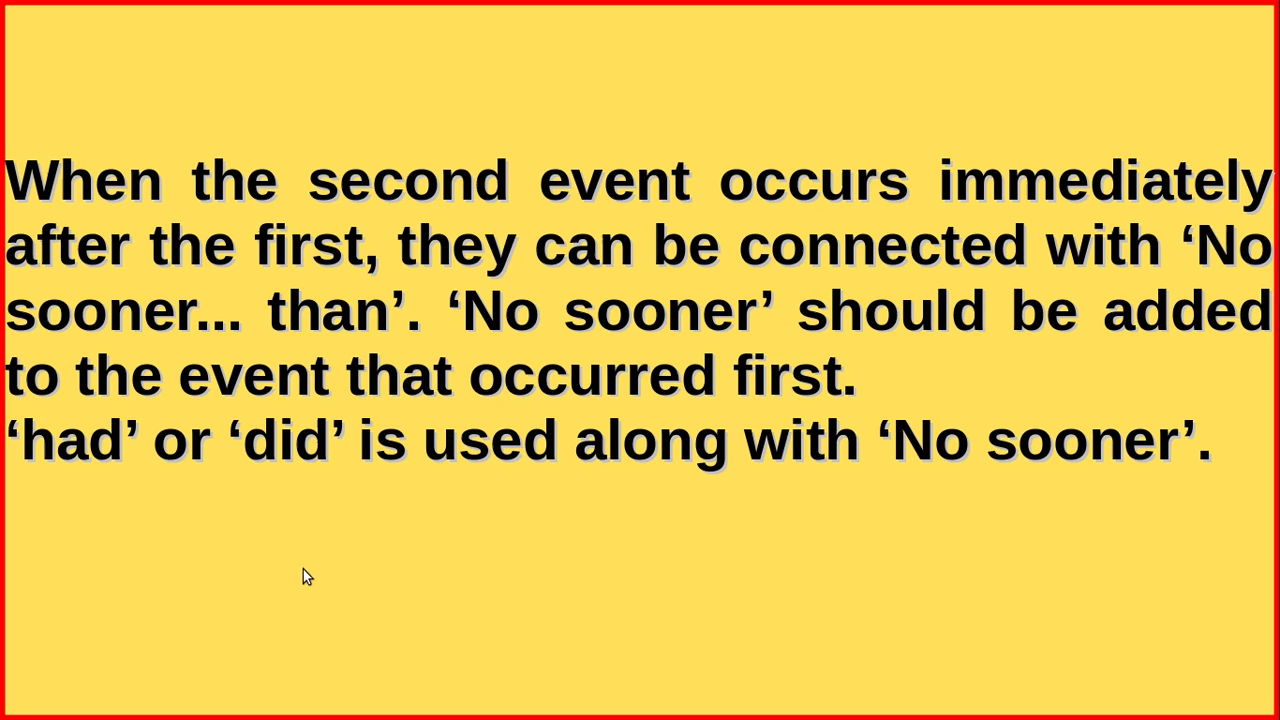 When the second event occurs immediately
after the first, they can be connected with ‘No
sooner... than’. ‘No sooner’ should be added
to the event that occurred first.
‘had’ or ‘did’ is used along with ‘No sooner’.